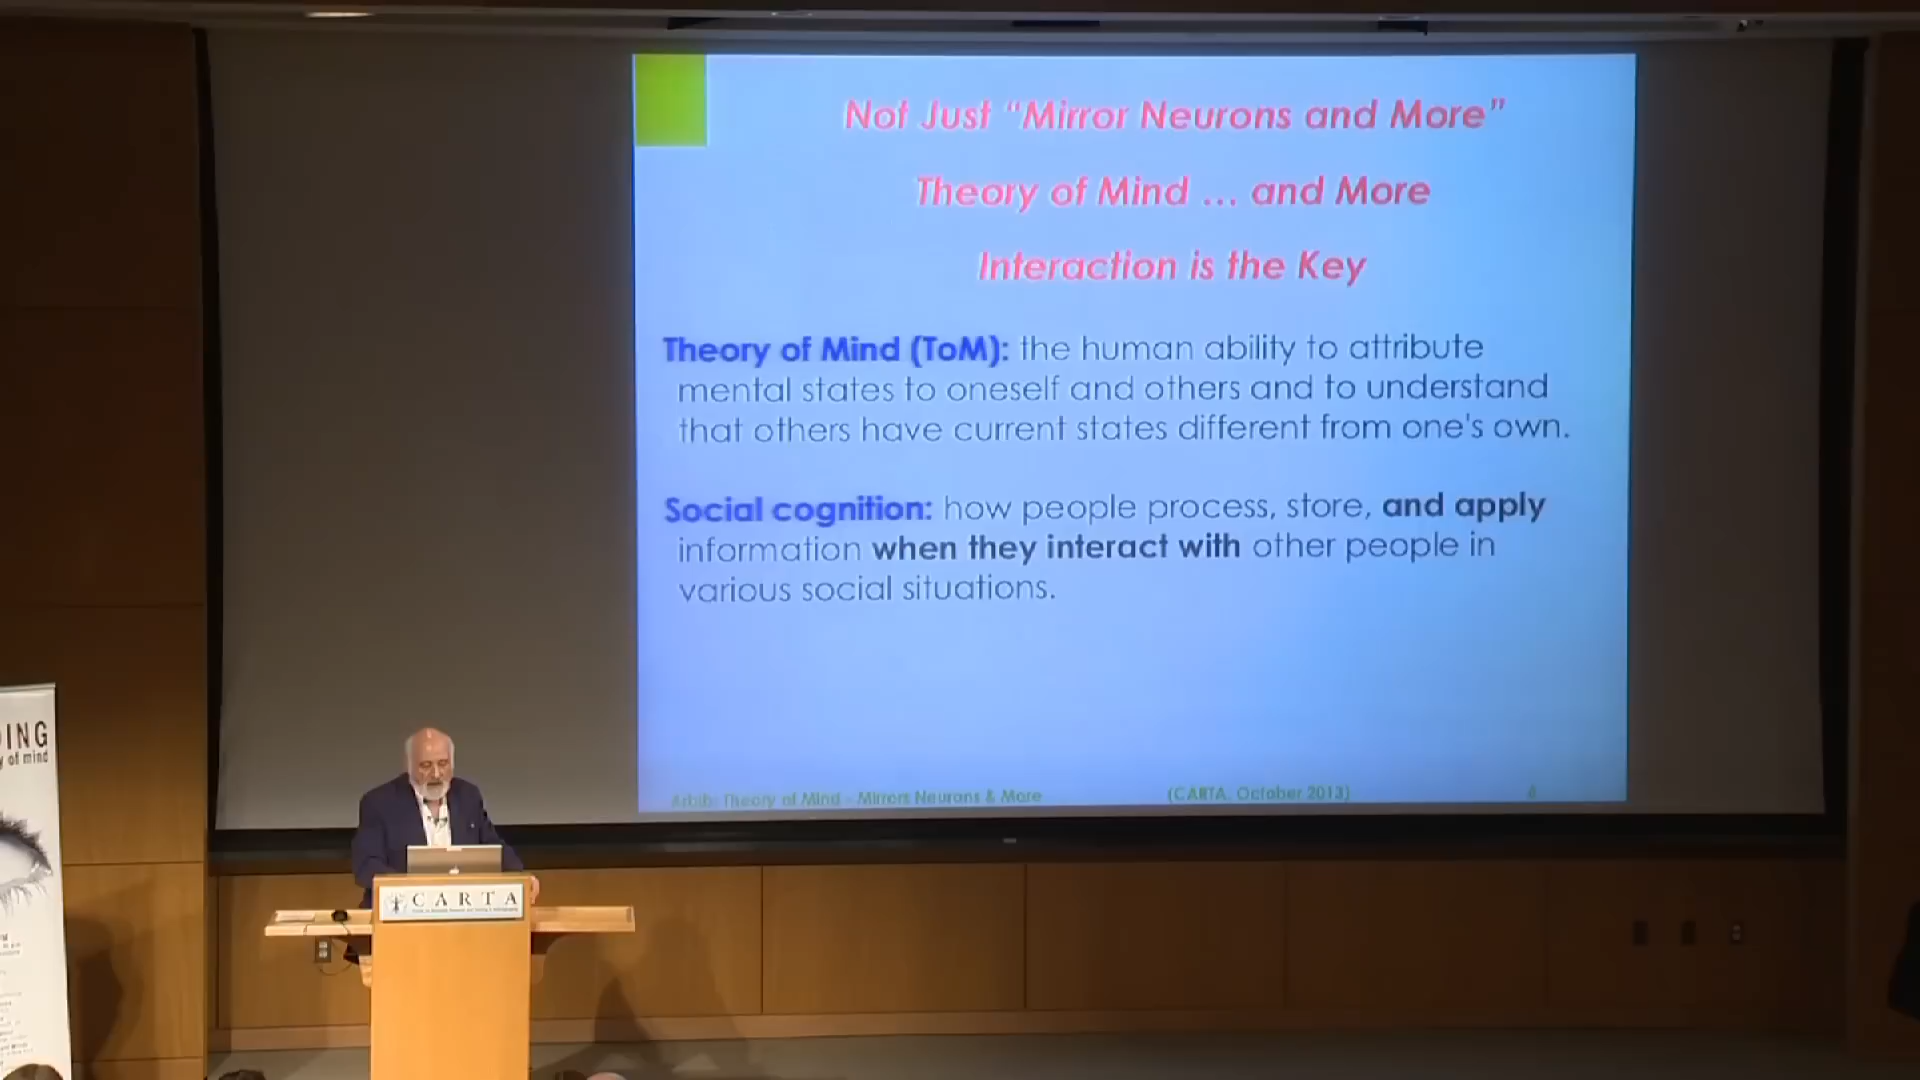 Not Just “Mirror Neurons and More”
Theory of Mind ... and More
Interaction is the Key
Theory of Mind (ToM): the human ability to attribute
mental states to oneself and others and to understand
that others have current states different from one's own.
Social cognition: how people process, store, and apply
information when they interact with other people in
various social situations.
Arbib: Theory of Mind - Mirrors Neurons & More (CARTA, October 2013)
ING
of mind
CARTA